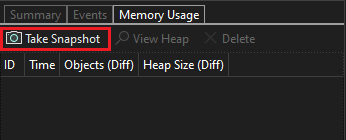 Summary Events Memory Usage
Take Snapshot View Heap Delete
ID Time Objects (Diff) Heap Size (Diff)